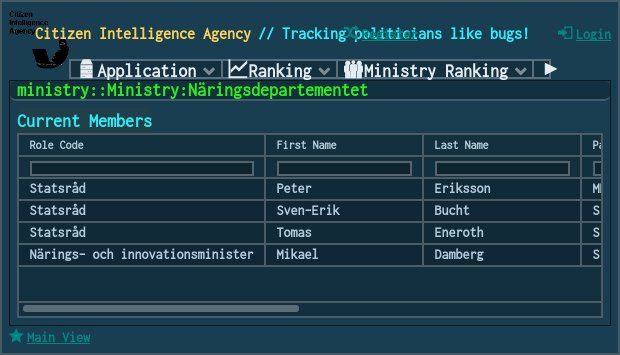 Citizen
Intelligence
Agency
Citizen Intelligence Agency // Tracking politicians like bugs!
Login
Application Ranking Ministry Ranking
ministry::Ministry:Näringsdepartementet
Current Members
Role Code First Name Last Name
Statsråd Peter Eriksson
Statsråd Sven-Erik Bucht S
Statsråd Tomas Eneroth S
Närings- och innovationsminister Mikael Damberg S
Main View